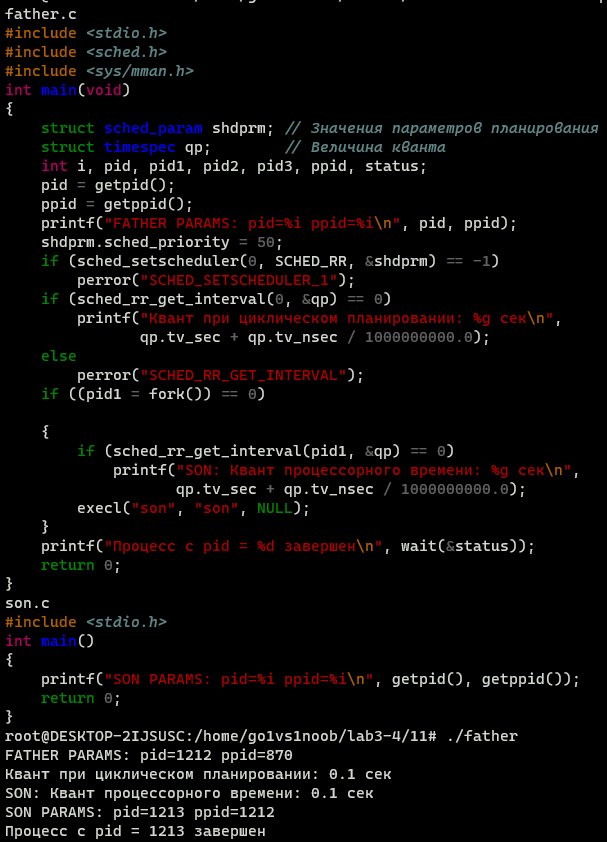 father.c
#include <stdio.h>
#include <sched.h>
#include <sys/mman.h>
int main(void)
{
    struct sched_param shdprm; // Значения параметров планирования
    struct timespec qp;        // Величина кванта
    int i, pid, pid1, pid2, pid3, ppid, status;
    pid = getpid();
    ppid = getppid();
    printf("FATHER PARAMS: pid=%i ppid=%i\n", pid, ppid);
    shdprm.sched_priority = 50;
    if (sched_setscheduler(0, SCHED_RR, &shdprm) == -1)
        perror("SCHED_SETSCHEDULER_1");
    if (sched_rr_get_interval(0, &qp) == 0)
        printf("Квант при циклическом планировании: %g сек\n",
               qp.tv_sec + qp.tv_nsec / 1000000000.0);
    else
        perror("SCHED_RR_GET_INTERVAL");
    if ((pid1 = fork()) == 0)
    {
        if (sched_rr_get_interval(pid1, &qp) == 0)
            printf("SON: Квант процессорного времени: %g сек\n",
                   qp.tv_sec + qp.tv_nsec / 1000000000.0);
        execl("son", "son", NULL);
    }
    printf("Процесс с pid = %d завершен\n", wait(&status));
    return 0;
}
son.c
#include <stdio.h>
int main()
{
    printf("SON PARAMS: pid=%i ppid=%i\n", getpid(), getppid());
    return 0;
}
root@DESKTOP-2IJSUSC:/home/go1vs1noob/lab3-4/11# ./father
FATHER PARAMS: pid=1212 ppid=870
Квант при циклическом планировании: 0.1 сек
SON: Квант процессорного времени: 0.1 сек
SON PARAMS: pid=1213 ppid=1212
Процесс с pid = 1213 завершен